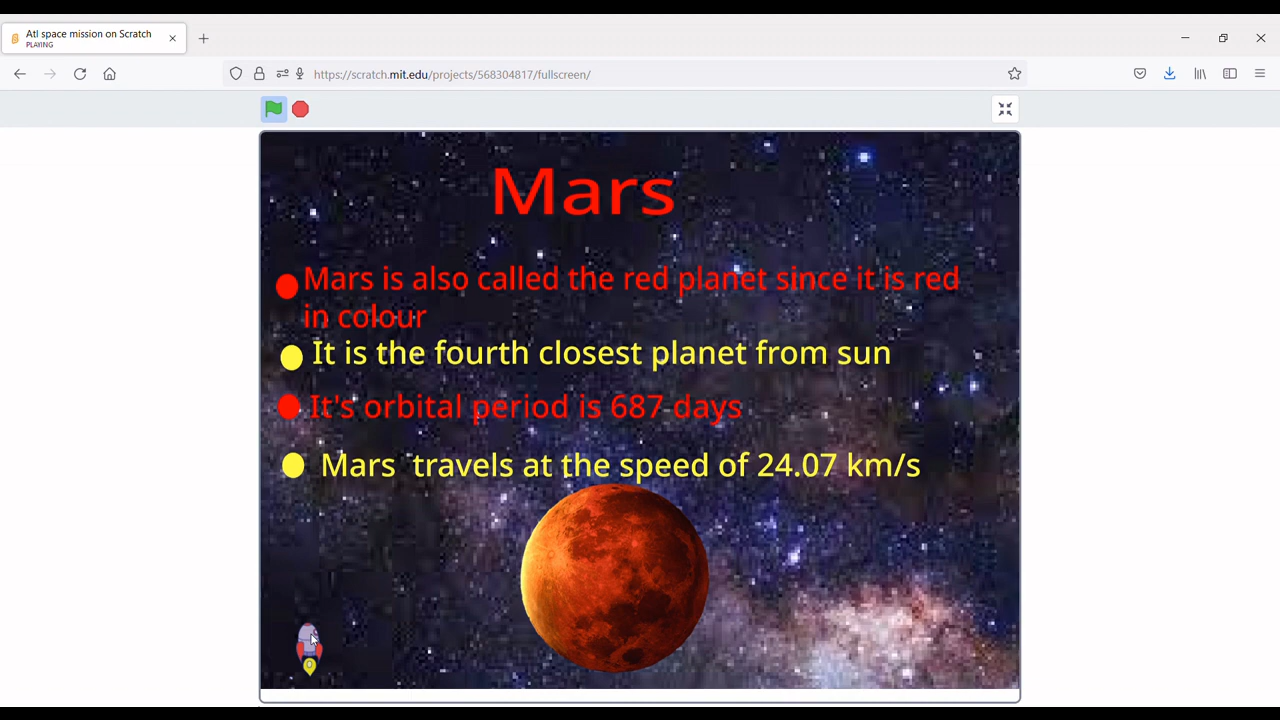 Atl space mission on Scratch
PLAYING
https://scratch.mit.edu/projects/568304817/fullscreen/
Mars
Mars is also called the red planet since it is red
in colour
It is the fourth closest planet from sun
It's orbital period is 687 days
Mars travels at the speed of 24.07 km/s